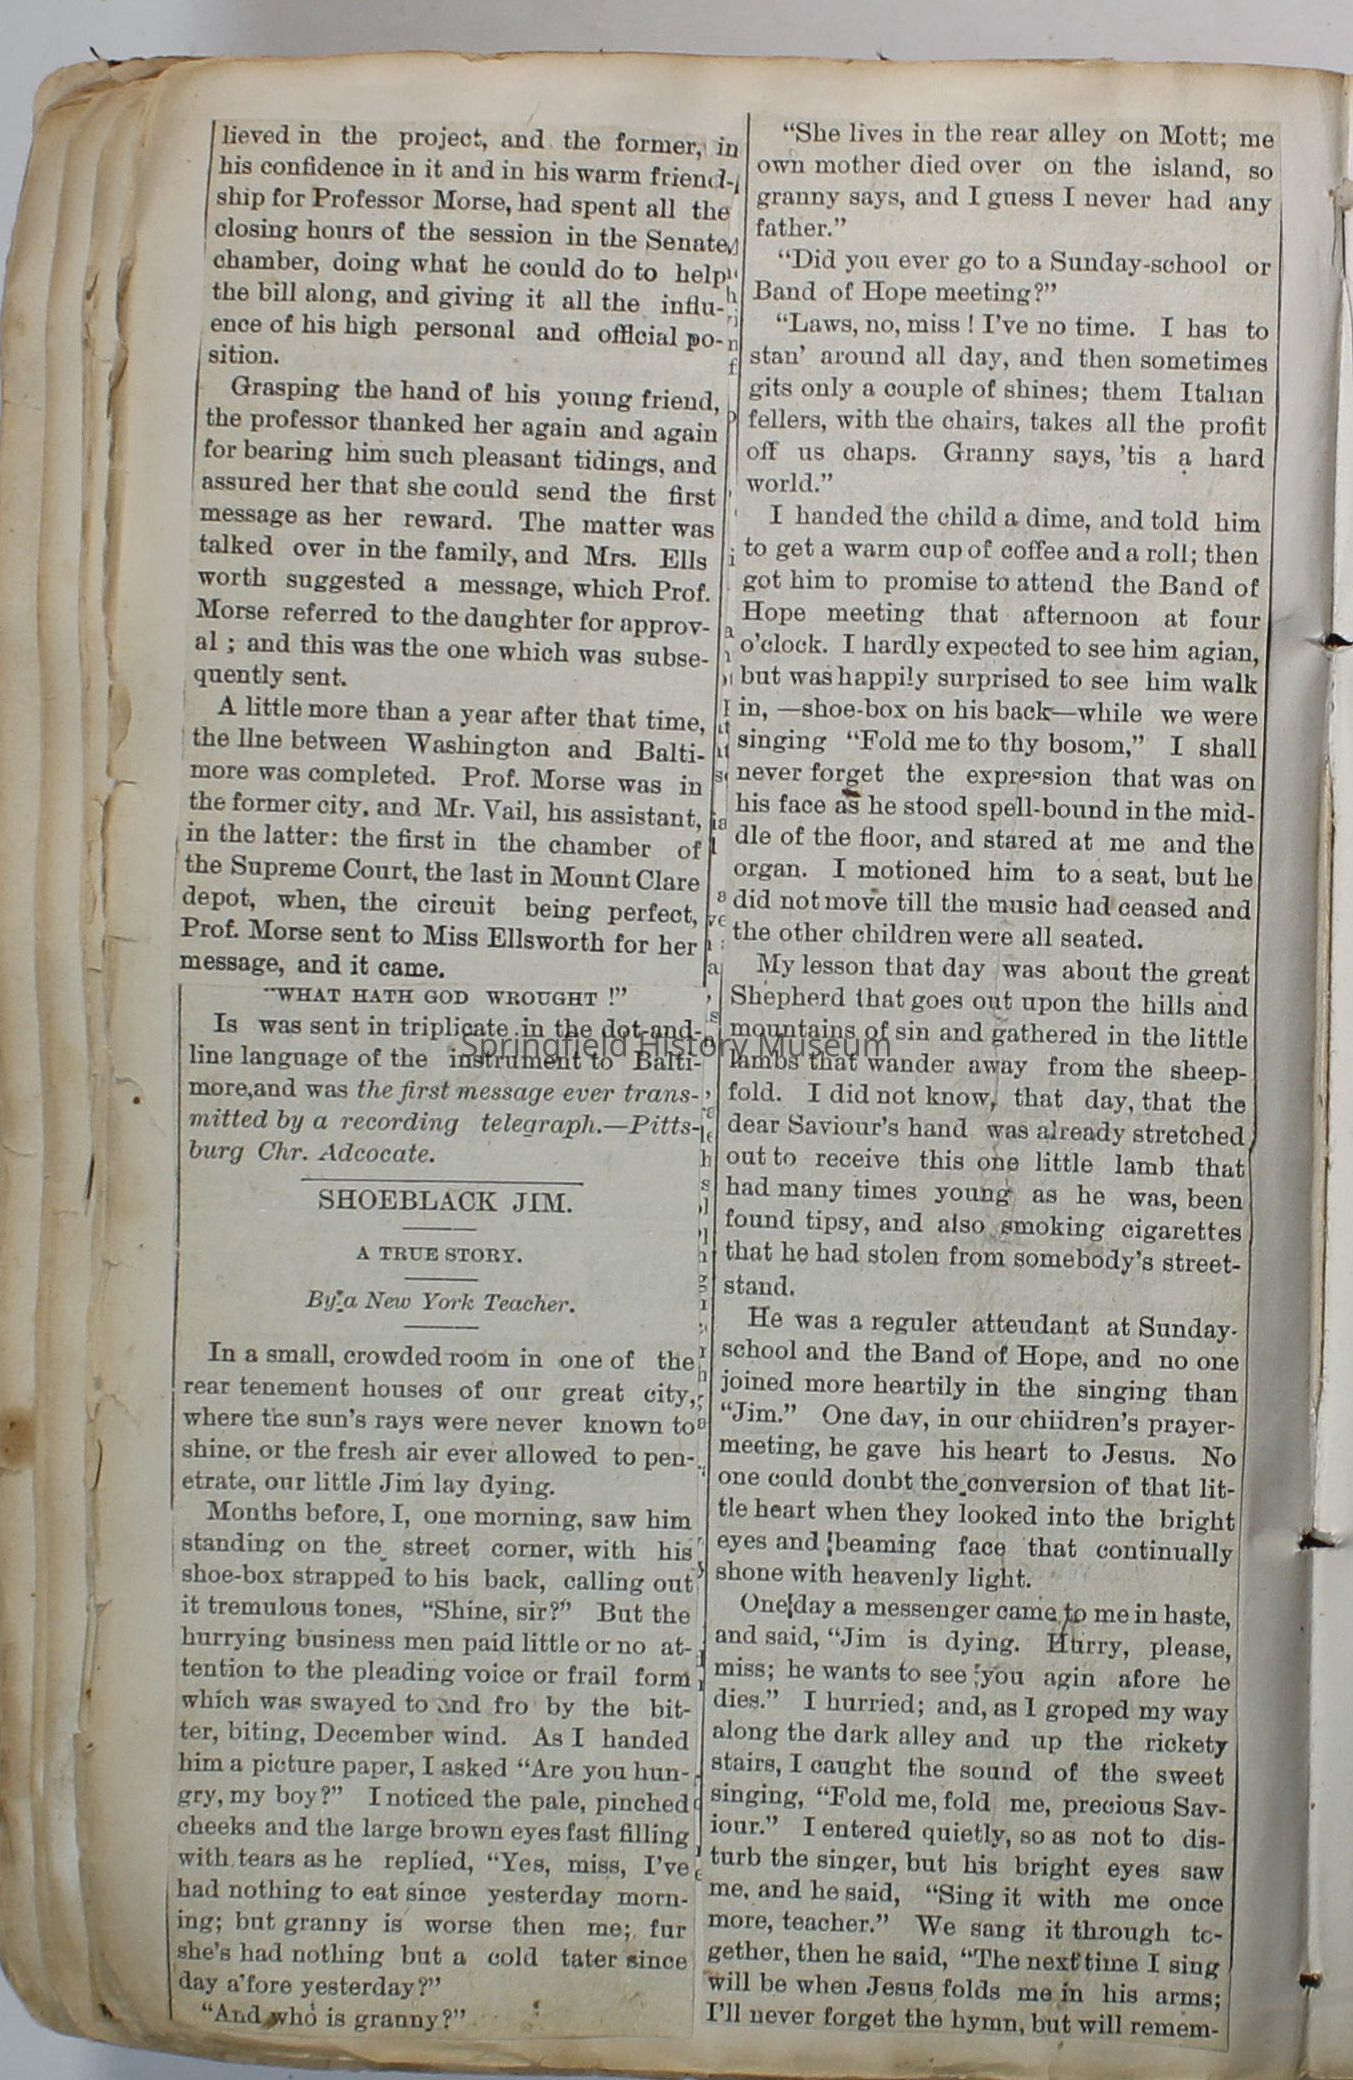 lieved in the project, and the former, in
his confidence in it and in his warm friend-
ship for Professor Morse, had spent all the
closing hours of the session in the Senate
chamber, doing what he could do to help
the bill along, and giving it all the influ-
ence of his high personal and official po-
sition.
Grasping the hand of his young friend,
the professor thanked her again and again
for bearing him such pleasant tidings, and
assured her that she could send the first
message as her reward. The matter was
talked over in the family, and Mrs. Ells
worth suggested a message, which Prof.
Morse referred to the daughter for approv-
al ; and this was the one which was subse-
quently sent.
A little more than a year after that time,
the llne between Washington and Balti-
more was completed. Prof. Morse was in
the former city, and Mr. Vail, his assistant,
in the latter: the first in the chamber of
the Supreme Court, the last in Mount Clare
depot, when, the circuit being perfect,
Prof. Morse sent to Miss Ellsworth for her
message, and it came.
"WHAT HATH GOD WROUGHT !"
Is was sent in triplicate in the dot-and-
line language of the instrument to Balti-
more,and was the first message ever trans-
mitted by a recording telegraph.—Pitts-
burg Chr. Adcocate.
SHOEBLACK JIM.
A TRUE STORY.
By a New York Teacher.
In a small, crowded room in one of the
rear tenement houses of our great city,
where the sun's rays were never known to
shine, or the fresh air ever allowed to pen-
etrate, our little Jim lay dying.
Months before, I, one morning, saw him
standing on the street corner, with his
shoe-box strapped to his back, calling out
it tremulous tones, "Shine, sir?" But the
hurrying business men paid little or no at-
tention to the pleading voice or frail form
which was swayed to and fro by the bit-
ter, biting, December wind. As I handed
him a picture paper, I asked "Are you hun-
gry, my boy?" I noticed the pale, pinched
cheeks and the large brown eyes fast filling
with tears as he replied, "Yes, miss, I've
had nothing to eat since yesterday morn-
ing; but granny is worse then me; fur
she's had nothing but a cold tater since
day a'fore yesterday?"
"And who is granny?"
"She lives in the rear alley on Mott; me
own mother died over on the island, so
granny says, and I guess I never had any
father."
"Did you ever go to a Sunday-school or
Band of Hope meeting?"
"Laws, no, miss ! I've no time. I has to
stan' around all day, and then sometimes
gits only a couple of shines; them Italian
fellers, with the chairs, takes all the profit
off us chaps. Granny says, 'tis a hard
world."
I handed the child a dime, and told him
to get a warm cup of coffee and a roll; then
got him to promise to attend the Band of
Hope meeting that afternoon at four
o'clock. I hardly expected to see him agian,
but was happily surprised to see him walk
in, —shoe-box on his back—while we were
singing "Fold me to thy bosom," I shall
never forget the expression that was on
his face as he stood spell-bound in the mid-
dle of the floor, and stared at me and the
organ. I motioned him to a seat, but he
did not move till the music had ceased and
the other children were all seated.
My lesson that day was about the great
Shepherd that goes out upon the hills and
mountains of sin and gathered in the little
lambs that wander away from the sheep-
fold. I did not know, that day, that the
dear Saviour's hand was already stretched
out to receive this one little lamb that
had many times young as he was, been
found tipsy, and also smoking cigarettes
that he had stolen from somebody's street-
stand.
He was a reguler attendant at Sunday-
school and the Band of Hope, and no one
joined more heartily in the singing than
"Jim." One day, in our chiidren's prayer-
meeting, he gave his heart to Jesus. No
one could doubt the conversion of that lit-
tle heart when they looked into the bright
eyes and beaming face that continually
shone with heavenly light.
One day a messenger came to me in haste,
and said, "Jim is dying. Hurry, please,
miss; he wants to see you agin afore he
dies." I hurried; and, as I groped my way
along the dark alley and up the rickety
stairs, I caught the sound of the sweet
singing, "Fold me, fold me, precious Sav-
iour." I entered quietly, so as not to dis-
turb the singer, but his bright eyes saw
me, and he said, "Sing it with me once
more, teacher." We sang it through to-
gether, then he said, "The next time I sing
will be when Jesus folds me in his arms;
I'll never forget the hymn, but will remem-
Springfield History Museum